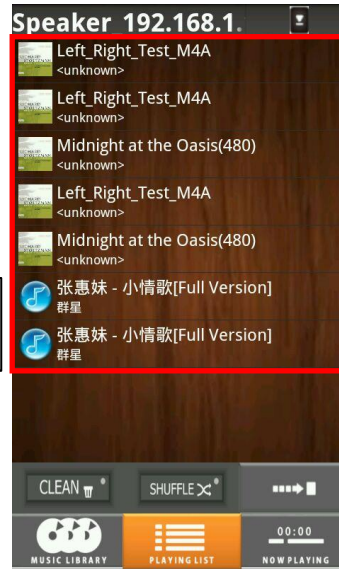 Speaker_192.168.1.
Left_Right_Test_M4A
<unknown>
Left_Right_Test_M4A
<unknown>
Midnight at the Oasis(480)
<unknown>
Left_Right_Test_M4A
<unknown>
Midnight at the Oasis(480)
<unknown>
张惠妹 - 小情歌[Full Version]
群星
张惠妹 - 小情歌[Full Version]
群星
CLEAN
SHUFFLE
00:00
MUSIC LIBRARY
PLAYING LIST
NOW PLAYING